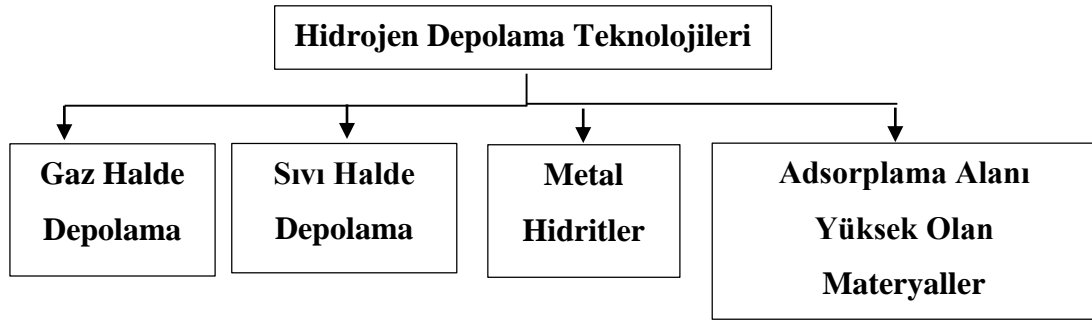 Hidrojen Depolama Teknolojileri
Gaz Halde
Depolama
Sıvı Halde
Depolama
Metal
Hidritler
Adsorplama Alanı
Yüksek Olan
Materyaller